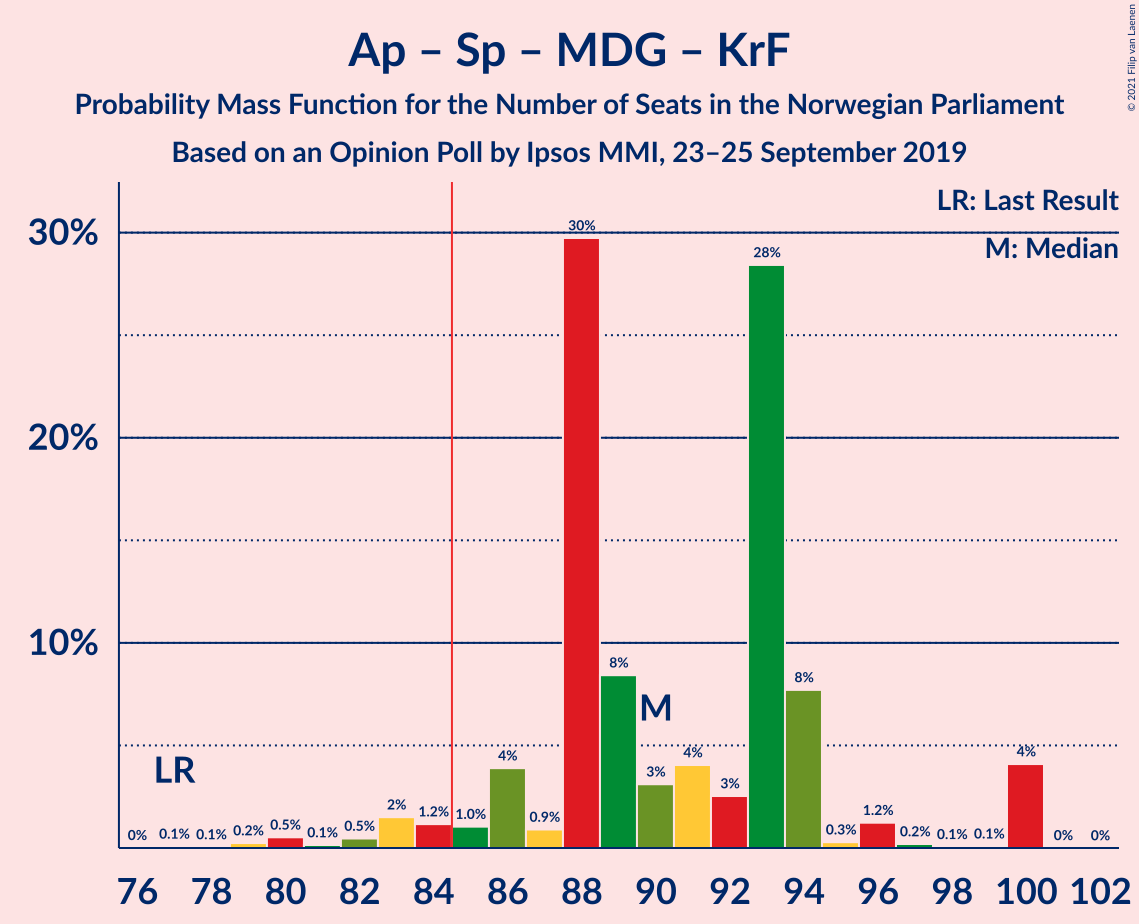 Ap – Sp – MDG – KrF
Probability Mass Function for the Number of Seats in the Norwegian Parliament
Based on an Opinion Poll by Ipsos MMI, 23–25 September 2019
© 2021 Filip van Laenen
LR: Last Result
M: Median
30%
20%
10%
LR
M
0% 0.1% 0.1% 0.2% 0.5% 0.1% 0.5% 2% 1.2% 1.0% 4% 0.9% 30% 8% 3% 4% 3% 28% 8% 0.3% 1.2% 0.2% 0.1% 0.1% 4% 0% 0%
76 78 80 82 84 86 88 90 92 94 96 98 100 102